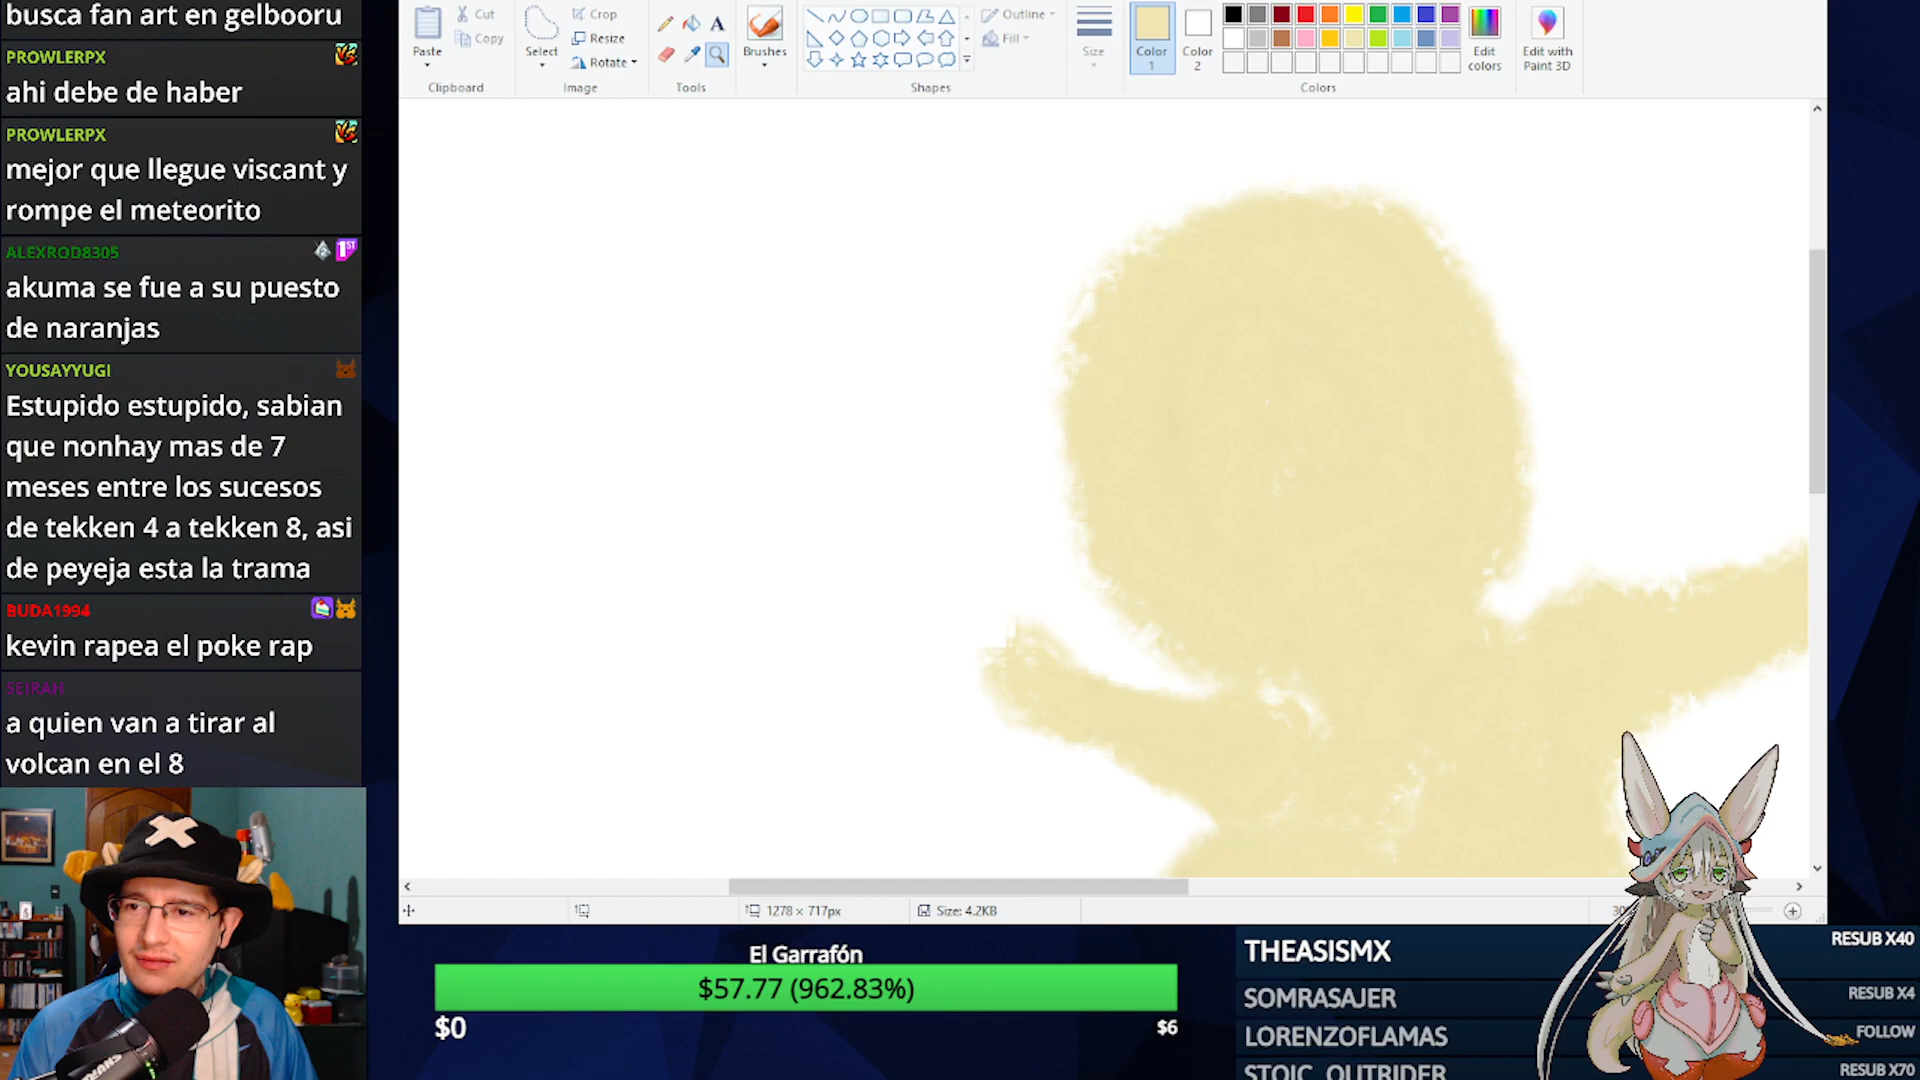 busca fan art en gelbooru
PROWLERPX
ahi debe de haber
PROWLERPX
mejor que llegue viscant y
rompe el meteorito
ALEXROD8305
1ST
akuma se fue a su puesto
de naranjas
YOUSAYYUGI
Estupido estupido, sabian
que nonhay mas de 7
meses entre los sucesos
de tekken 4 a tekken 8, asi
de peyeja esta la trama
BUDA1994
kevin rapea el poke rap
SEIRAH
a quien van a tirar al
volcan en el 8
Paste
Cut
Copy
Clipboard
Select
Crop
Resize
Rotate
Image
A
Tools
Brushes
Shapes
Outline
Fill
Size
Color
1
Color
2
Colors
Edit
colors
Edit with
Paint 3D
1278 × 717px
Size: 4.2KB
El Garrafón
$57.77 (962.83%)
$0
$6
THEASISMX
RESUB X40
SOMRASAJER
RESUB X4
LORENZOFLAMAS
FOLLOW
STOIC_OUTRIDER
RESUB X70